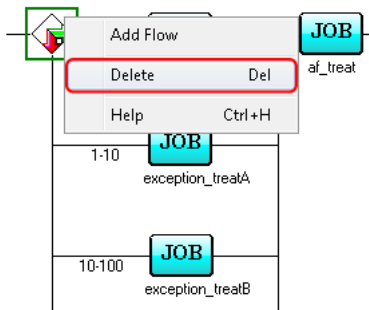 Add Flow
JOB
af_treat
Delete Del
Help Ctrl+H
JOB
1-10
exception_treatA
JOB
10-100
exception_treatB